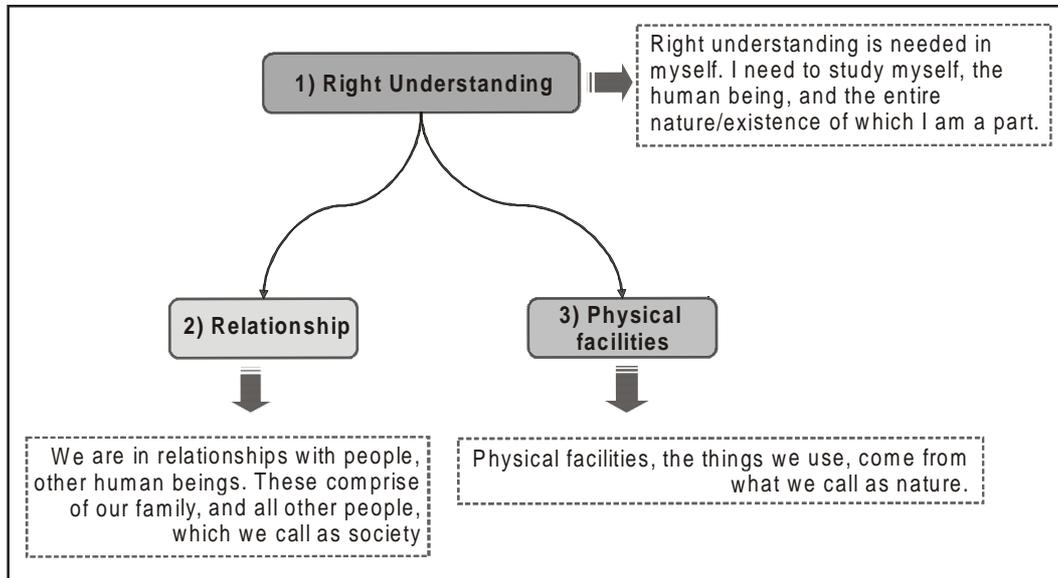 1) Right Understanding
Right understanding is needed in
myself. I need to study myself, the
human being, and the entire
nature/existence of which I am a part.
2) Relationship
3) Physical
facilities
We are in relationships with people,
other human beings. These comprise
of our family, and all other people,
which we call as society
Physical facilities, the things we use, come from
what we call as nature.